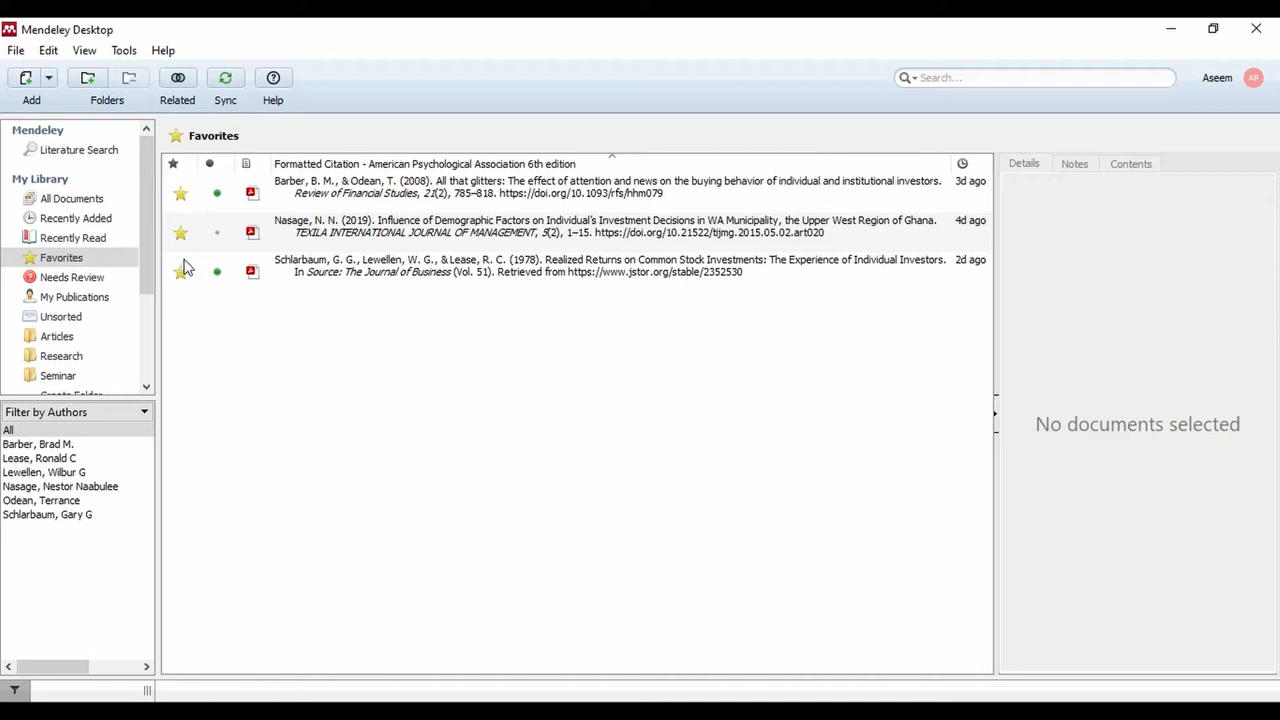 Mendeley Desktop
File Edit View Tools Help
Search...
Aseem AR
Add Folders Related Sync Help
Mendeley
Literature Search
My Library
All Documents
Recently Added
Recently Read
Favorites
Needs Review
My Publications
Unsorted
Articles
Research
Seminar
Create Folder
Filter by Authors
All
Barber, Brad M.
Lease, Ronald C
Lewellen, Wilbur G
Nasage, Nestor Naabulee
Odean, Terrance
Schlarbaum, Gary G
Favorites
Formatted Citation - American Psychological Association 6th edition
Barber, B. M., & Odean, T. (2008). All that glitters: The effect of attention and news on the buying behavior of individual and institutional investors. 3d ago
Review of Financial Studies, 21(2), 785–818. https://doi.org/10.1093/rfs/hhm079
Nasage, N. N. (2019). Influence of Demographic Factors on Individual's Investment Decisions in WA Municipality, the Upper West Region of Ghana. 4d ago
TEXILA INTERNATIONAL JOURNAL OF MANAGEMENT, 5(2), 1–15. https://doi.org/10.21522/tijmg.2015.05.02.art020
Schlarbaum, G. G., Lewellen, W. G., & Lease, R. C. (1978). Realized Returns on Common Stock Investments: The Experience of Individual Investors. 2d ago
In Source: The Journal of Business (Vol. 51). Retrieved from https://www.jstor.org/stable/2352530
Details Notes Contents
No documents selected